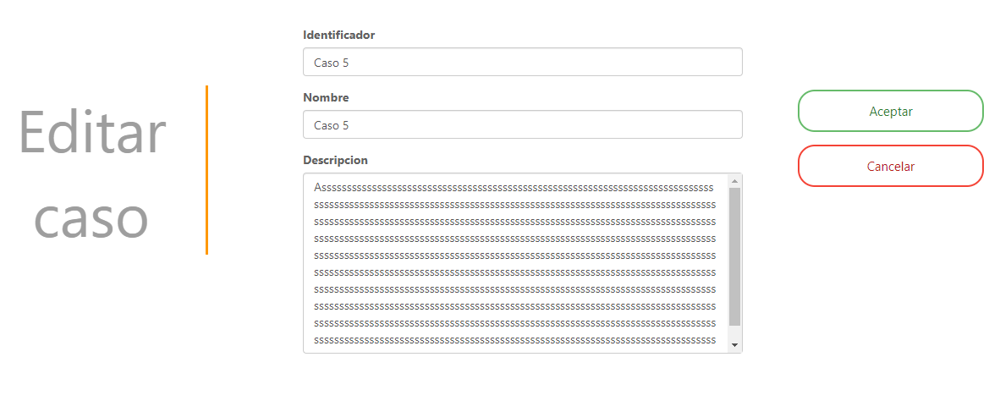 Editar
caso
Identificador
Caso 5
Nombre
Caso 5
Descripcion
Assssssssssssssssssssssssssssssssssssssssssssssssssssssssssssssssssssssssssssss
ssssssssssssssssssssssssssssssssssssssssssssssssssssssssssssssssssssssssssssssss
ssssssssssssssssssssssssssssssssssssssssssssssssssssssssssssssssssssssssssssssss
ssssssssssssssssssssssssssssssssssssssssssssssssssssssssssssssssssssssssssssssss
ssssssssssssssssssssssssssssssssssssssssssssssssssssssssssssssssssssssssssssssss
ssssssssssssssssssssssssssssssssssssssssssssssssssssssssssssssssssssssssssssssss
ssssssssssssssssssssssssssssssssssssssssssssssssssssssssssssssssssssssssssssssss
ssssssssssssssssssssssssssssssssssssssssssssssssssssssssssssssssssssssssssssssss
ssssssssssssssssssssssssssssssssssssssssssssssssssssssssssssssssssssssssssssssss
ssssssssssssssssssssssssssssssssssssssssssssssssssssssssssssssssssssssssssssssss
Aceptar
Cancelar